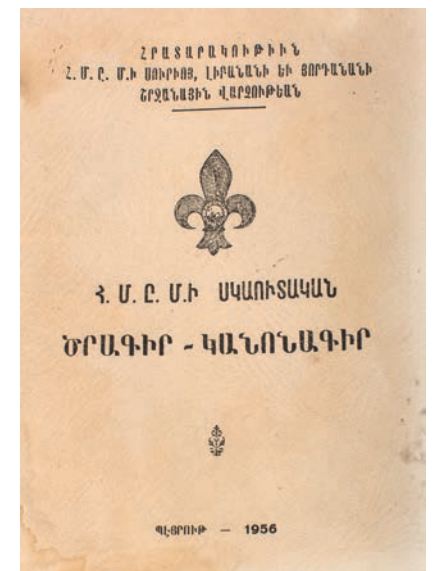 ՀՐԱՏԱՐԱԿՈՒԹԻՒՆ
Հ. Մ. Ը. Մ.Ի ՍՈՒՐԻՈՅ, ԼԻԲԱՆԱՆԻ ԵՒ ՅՈՐԴԱՆԱՆԻ
ՇՐՋԱՆԱՅԻՆ ՎԱՐՉՈՒԹԵԱՆ
Հ. Մ. Ը. Մ.Ի ՍԿԱՈՒՏԱԿԱՆ
ԾՐԱԳԻՐ - ԿԱՆՈՆԱԳԻՐ
ՊԷՅՐՈՒԹ — 1956